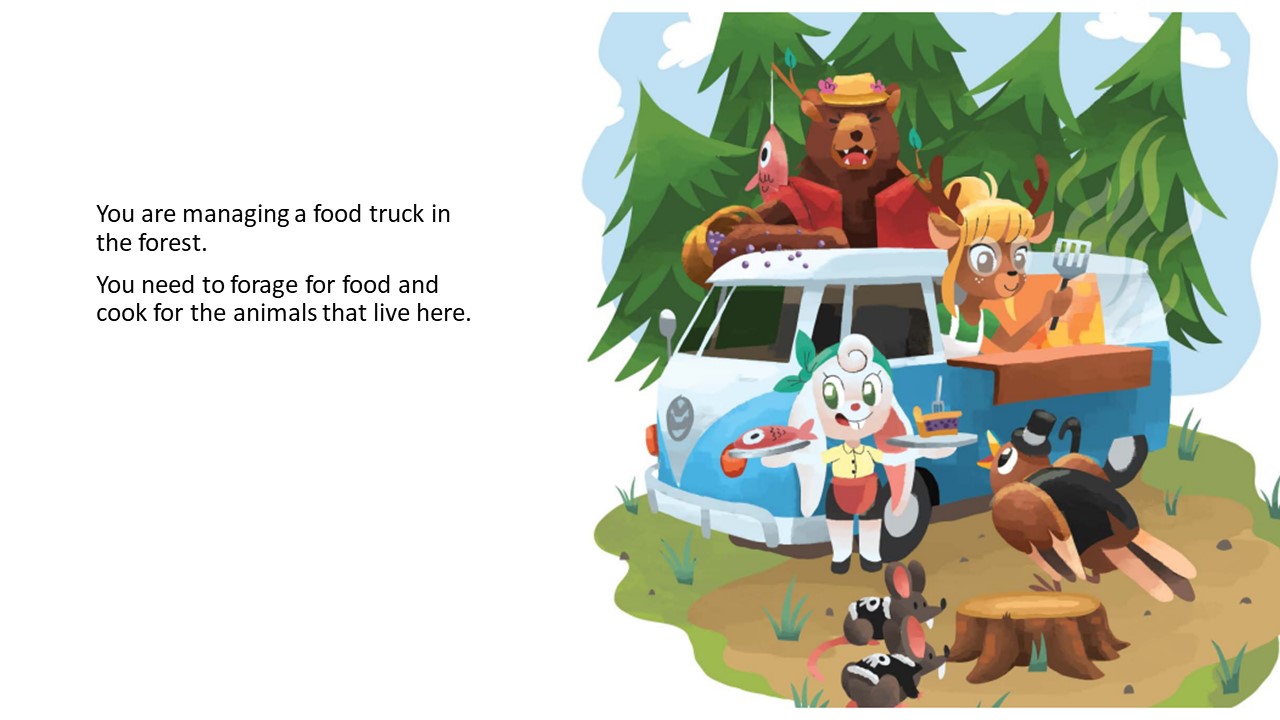 You are managing a food truck in
the forest.
You need to forage for food and
cook for the animals that live here.